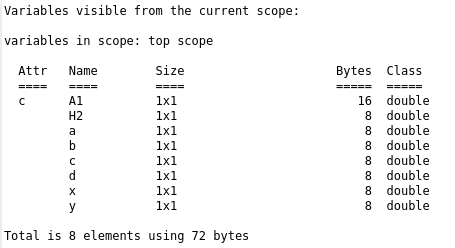 Variables visible from the current scope:
variables in scope: top scope
Attr Name Size Bytes Class
==== ==== ==== ===== =====
c A1 1x1 16 double
H2 1x1 8 double
a 1x1 8 double
b 1x1 8 double
c 1x1 8 double
d 1x1 8 double
x 1x1 8 double
y 1x1 8 double
Total is 8 elements using 72 bytes